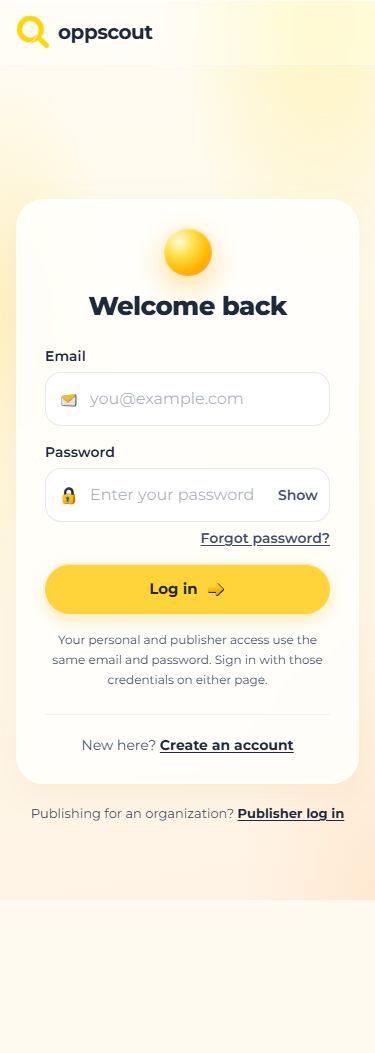 oppscout
Welcome back
Email
you@example.com
Password
Enter your password Show
Forgot password?
Log in
Your personal and publisher access use the
same email and password. Sign in with those
credentials on either page.
New here? Create an account
Publishing for an organization? Publisher log in